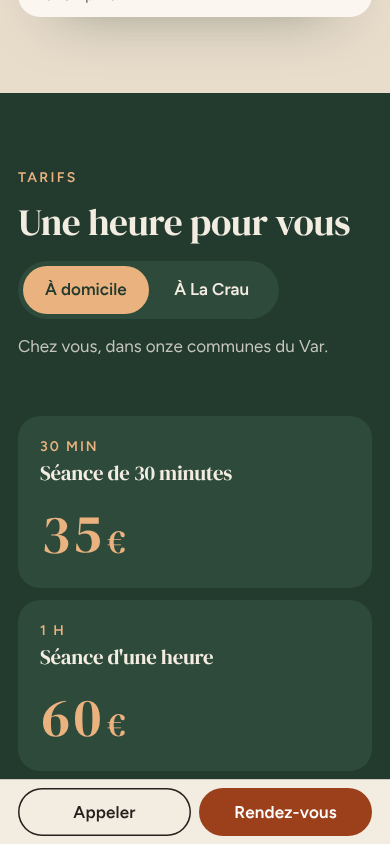 TARIFS
Une heure pour vous
À domicile
À La Crau
Chez vous, dans onze communes du Var.
30 MIN
Séance de 30 minutes
35 €
1 H
Séance d'une heure
60 €
Appeler
Rendez-vous